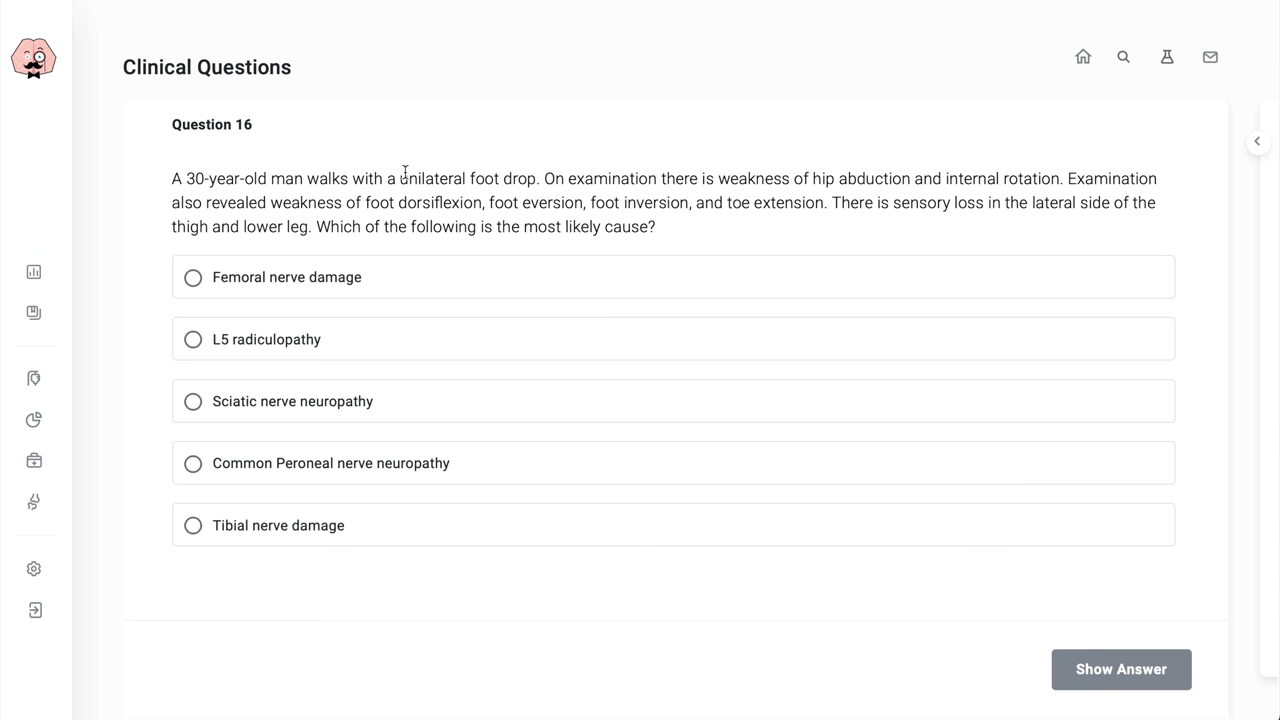 Clinical Questions
Question 16
A 30-year-old man walks with a unilateral foot drop. On examination there is weakness of hip abduction and internal rotation. Examination
also revealed weakness of foot dorsiflexion, foot eversion, foot inversion, and toe extension. There is sensory loss in the lateral side of the
thigh and lower leg. Which of the following is the most likely cause?
Femoral nerve damage
L5 radiculopathy
Sciatic nerve neuropathy
Common Peroneal nerve neuropathy
Tibial nerve damage
Show Answer